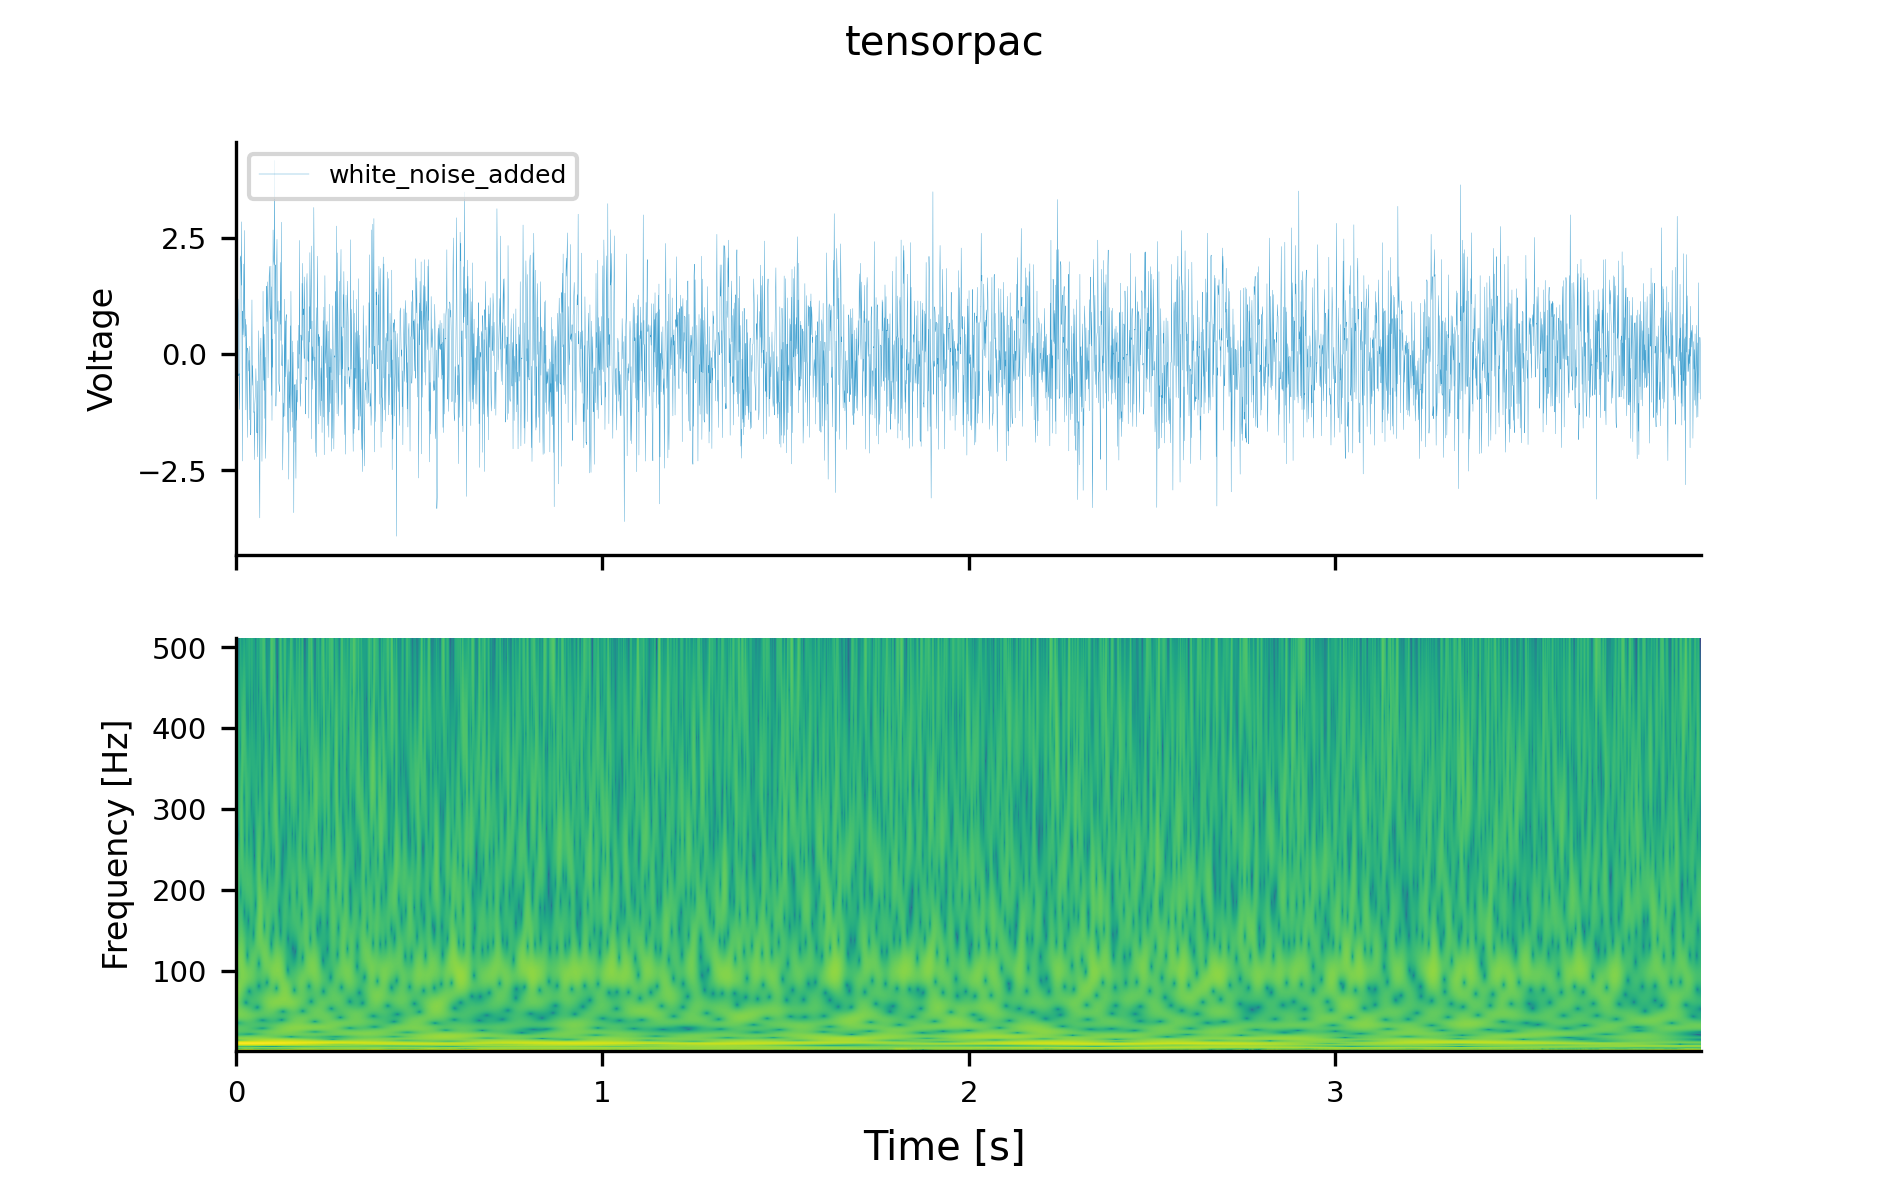 tensorpac
white_noise_added
2.5
0.0
−2.5
Voltage
500
400
300
200
100
Frequency [Hz]
0 1 2 3
Time [s]